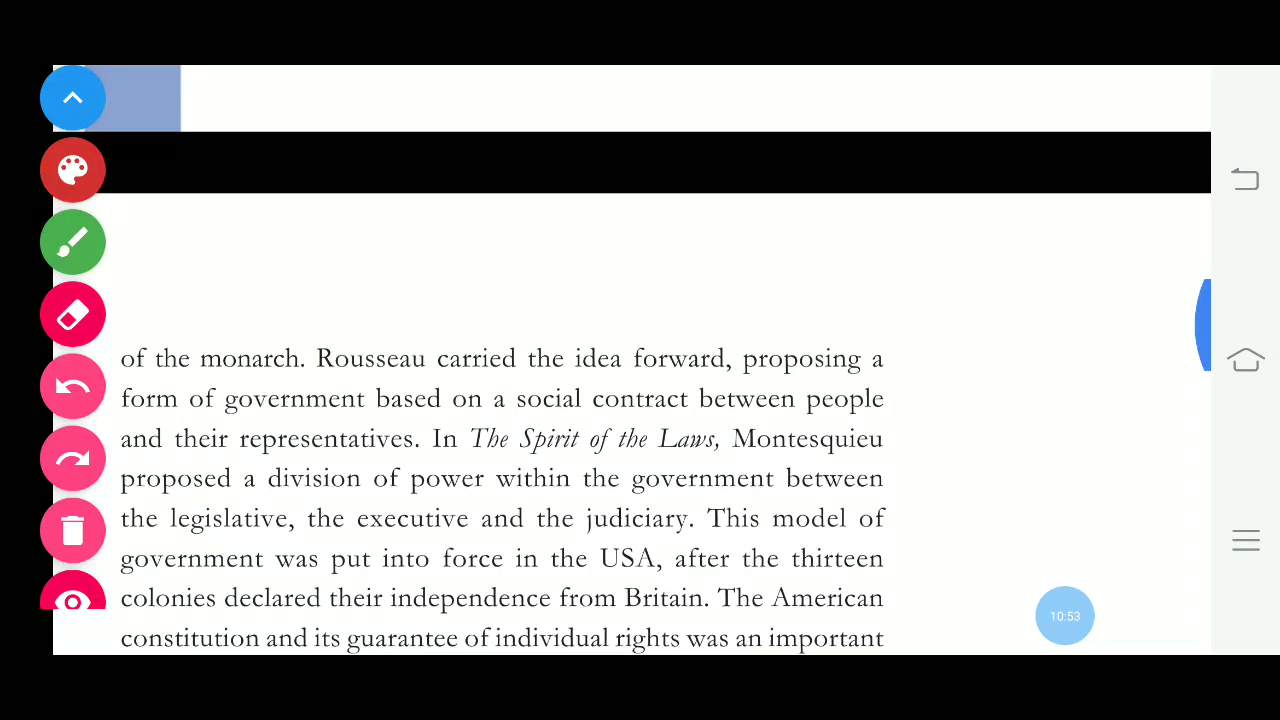 of the monarch. Rousseau carried the idea forward, proposing a
form of government based on a social contract between people
and their representatives. In The Spirit of the Laws, Montesquieu
proposed a division of power within the government between
the legislative, the executive and the judiciary. This model of
government was put into force in the USA, after the thirteen
colonies declared their independence from Britain. The American
constitution and its guarantee of individual rights was an important
10:53